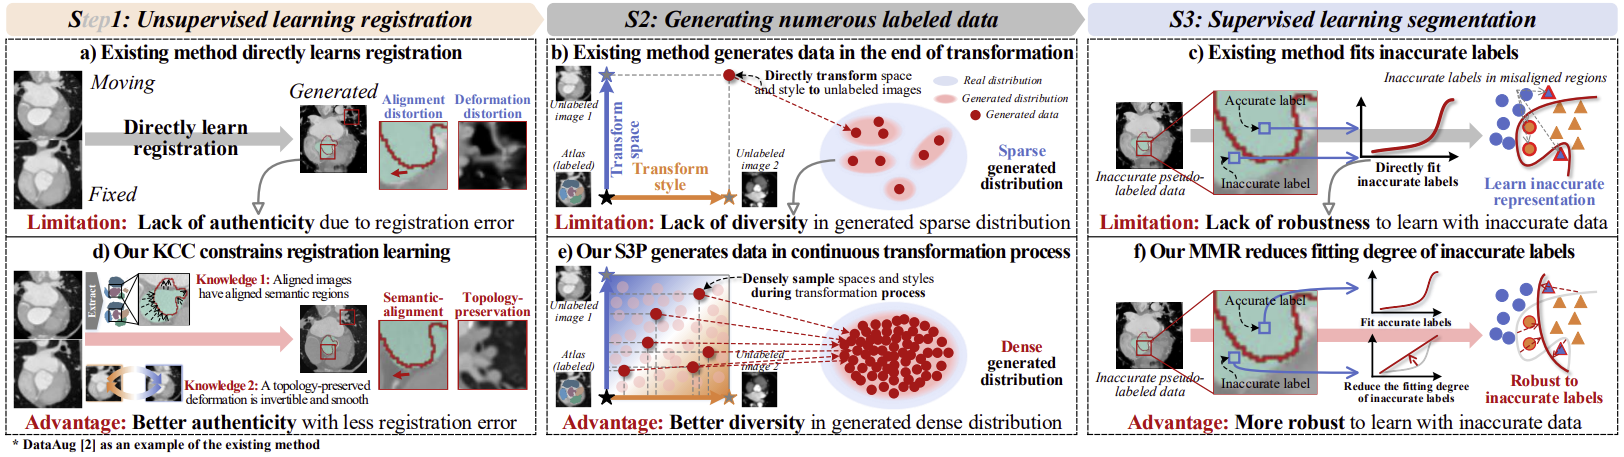 Step1: Unsupervised learning registration
S2: Generating numerous labeled data
S3: Supervised learning segmentation
a) Existing method directly learns registration
Moving
Fixed
Directly learn
registration
Generated
Alignment
distortion
Deformation
distortion
Limitation: Lack of authenticity due to registration error
b) Existing method generates data in the end of transformation
Unlabeled
image 1
Atlas
(labeled)
Transform
space
Transform
style
Unlabeled
image 2
Directly transform space
and style to unlabeled images
Real distribution
Generated distribution
Generated data
Sparse
generated
distribution
Limitation: Lack of diversity in generated sparse distribution
c) Existing method fits inaccurate labels
Inaccurate labels in misaligned regions
Inaccurate pseudo-
labeled data
Accurate label
Inaccurate label
Directly fit
inaccurate labels
Learn inaccurate
representation
Limitation: Lack of robustness to learn with inaccurate data
d) Our KCC constrains registration learning
Extract
Knowledge 1: Aligned images
have aligned semantic regions
Knowledge 2: A topology-preserved
deformation is invertible and smooth
Semantic-
alignment
Topology-
preservation
Advantage: Better authenticity with less registration error
e) Our S3P generates data in continuous transformation process
Unlabeled
image 1
Atlas
(labeled)
Unlabeled
image 2
Densely sample spaces and styles
during transformation process
Dense
generated
distribution
Advantage: Better diversity in generated dense distribution
f) Our MMR reduces fitting degree of inaccurate labels
Inaccurate pseudo-
labeled data
Accurate label
Inaccurate label
Fit accurate labels
Reduce the fitting degree
of inaccurate labels
Robust to
inaccurate labels
Advantage: More robust to learn with inaccurate data
* DataAug [2] as an example of the existing method